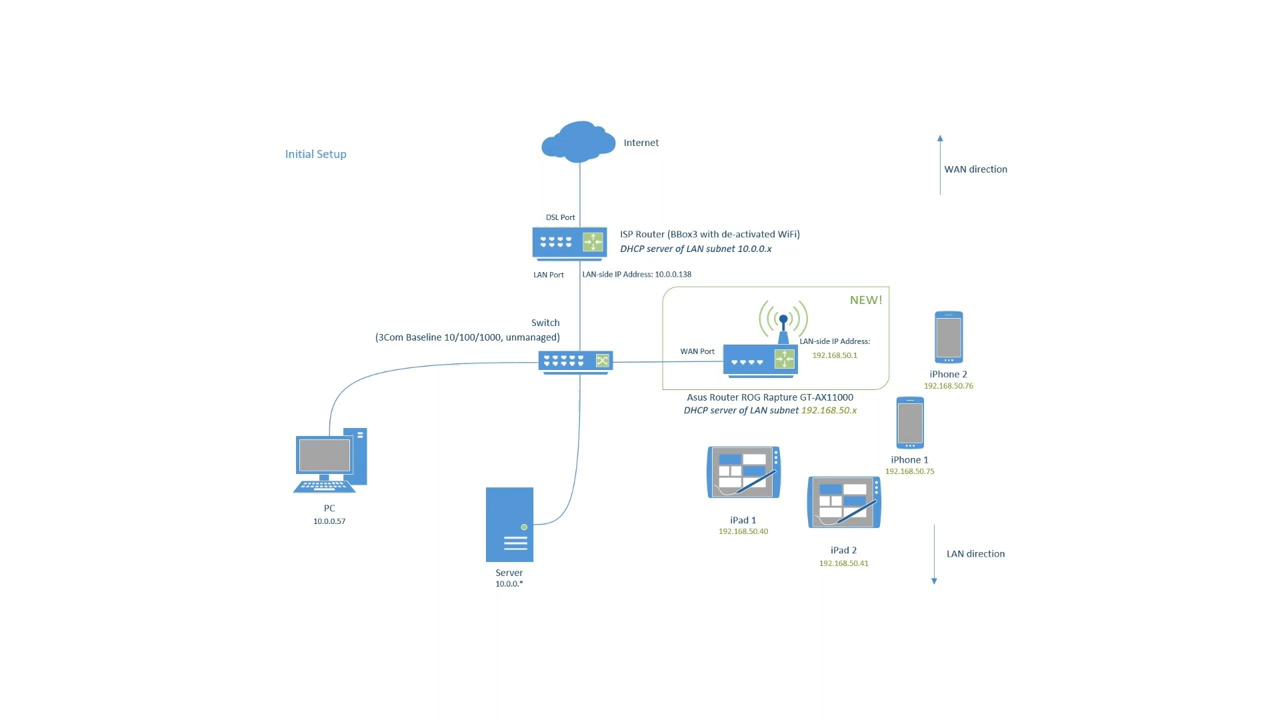 Internet
Initial Setup
WAN direction
DSL Port
ISP Router (BBox3 with de-activated WiFi)
DHCP server of LAN subnet 10.0.0.x
LAN Port
LAN-side IP Address: 10.0.0.138
NEW!
Switch
(3Com Baseline 10/100/1000, unmanaged)
WAN Port
LAN-side IP Address:
192.168.50.1
iPhone 2
192.168.50.76
Asus Router ROG Rapture GT-AX11000
DHCP server of LAN subnet 192.168.50.x
iPhone 1
192.168.50.75
PC
10.0.0.57
iPad 1
192.168.50.40
iPad 2
192.168.50.41
LAN direction
Server
10.0.0.*